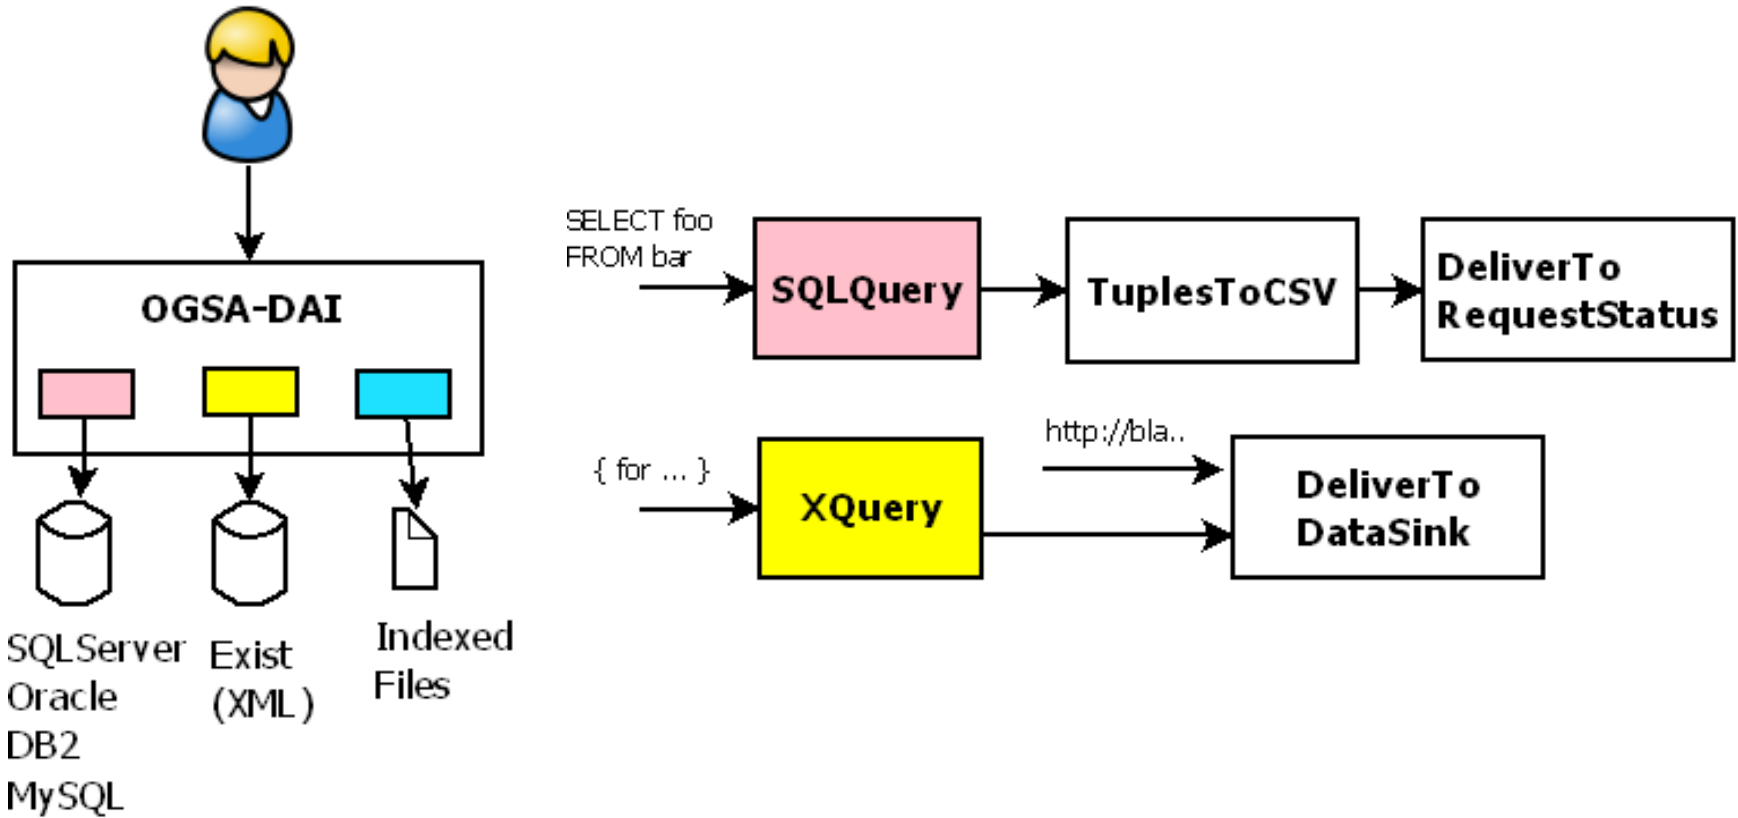 OGSA-DAI
SQLServer
Oracle
DB2
MySQL
Exist
(XML)
Indexed
Files
SELECT foo
FROM bar
SQLQuery
TuplesToCSV
DeliverTo
RequestStatus
{ for ... }
XQuery
http://bla..
DeliverTo
DataSink